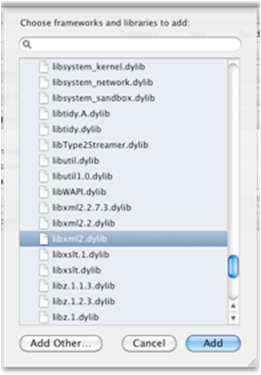 Choose frameworks and libraries to add:
libsystem_kernel.dylib
libsystem_network.dylib
libsystem_sandbox.dylib
libtidy.A.dylib
libtidy.dylib
libType2Streamer.dylib
libutil.dylib
libutil1.0.dylib
libWAPI.dylib
libxml2.2.7.3.dylib
libxml2.2.dylib
libxml2.dylib
libxslt.1.dylib
libxslt.dylib
libz.1.1.3.dylib
libz.1.2.3.dylib
libz.1.dylib
Add Other... Cancel Add